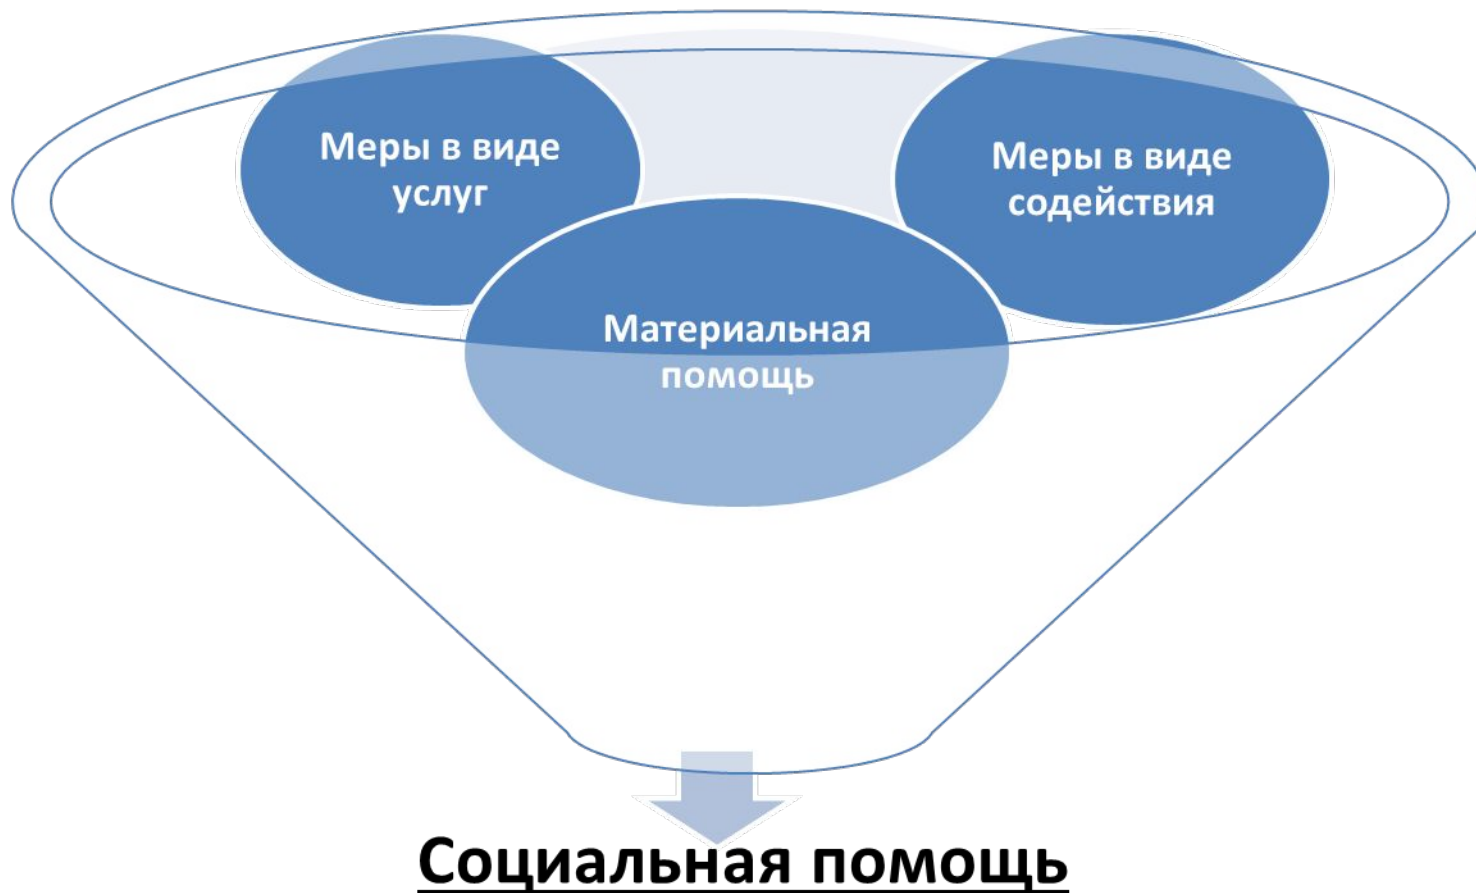 Меры в виде
услуг
Меры в виде
содействия
Материальная
помощь
Социальная помощь